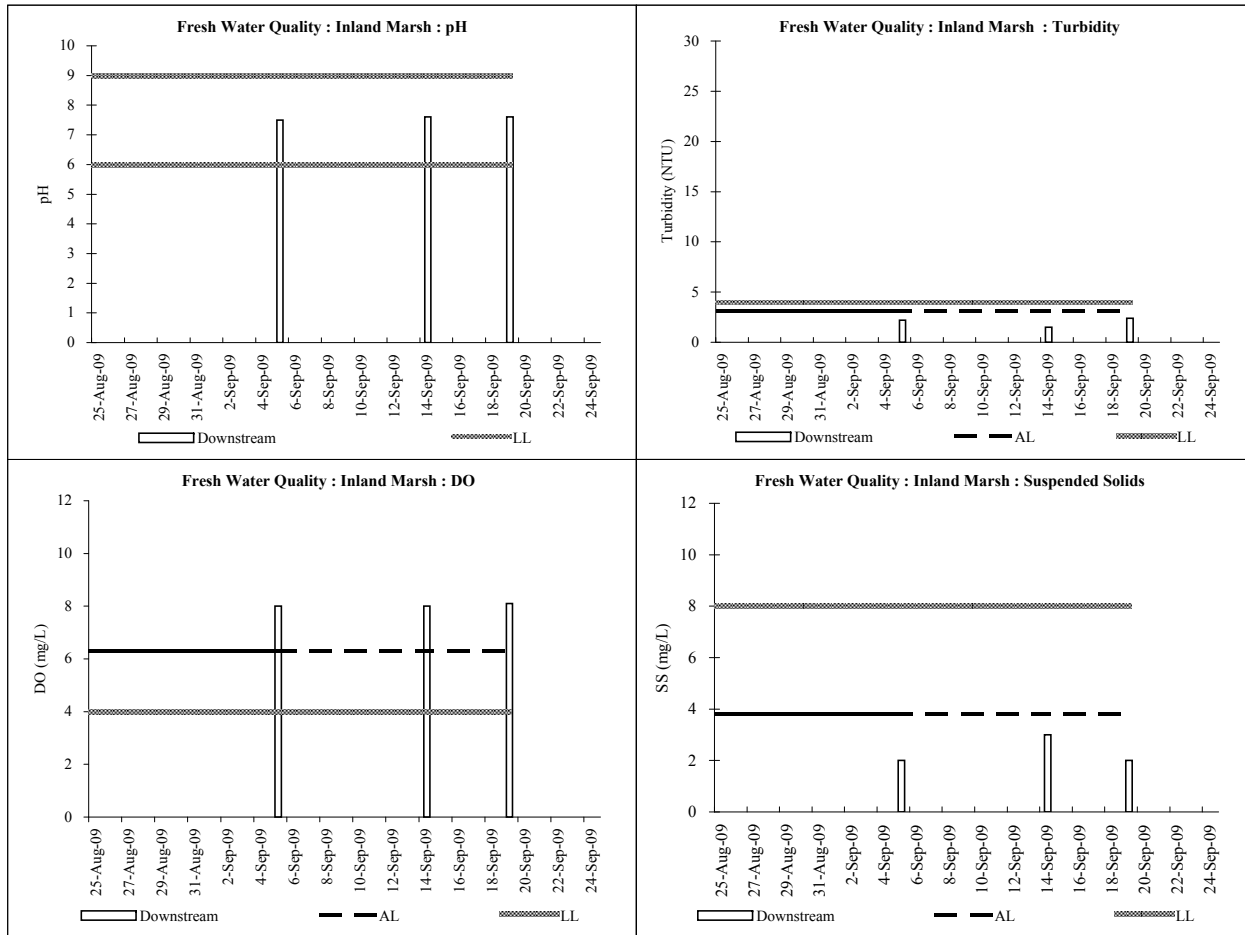 Fresh Water Quality : Inland Marsh : pH
10
9
8
7
6
5
4
3
2
1
0
pH
25-Aug-09
27-Aug-09
29-Aug-09
31-Aug-09
2-Sep-09
4-Sep-09
6-Sep-09
8-Sep-09
10-Sep-09
12-Sep-09
14-Sep-09
16-Sep-09
18-Sep-09
20-Sep-09
22-Sep-09
24-Sep-09
Downstream LL
Fresh Water Quality : Inland Marsh : Turbidity
30
25
20
15
10
5
0
Turbidity (NTU)
25-Aug-09
27-Aug-09
29-Aug-09
31-Aug-09
2-Sep-09
4-Sep-09
6-Sep-09
8-Sep-09
10-Sep-09
12-Sep-09
14-Sep-09
16-Sep-09
18-Sep-09
20-Sep-09
22-Sep-09
24-Sep-09
Downstream AL LL
Fresh Water Quality : Inland Marsh : DO
12
10
8
6
4
2
0
DO (mg/L)
25-Aug-09
27-Aug-09
29-Aug-09
31-Aug-09
2-Sep-09
4-Sep-09
6-Sep-09
8-Sep-09
10-Sep-09
12-Sep-09
14-Sep-09
16-Sep-09
18-Sep-09
20-Sep-09
22-Sep-09
24-Sep-09
Downstream AL LL
Fresh Water Quality : Inland Marsh : Suspended Solids
12
10
8
6
4
2
0
SS (mg/L)
25-Aug-09
27-Aug-09
29-Aug-09
31-Aug-09
2-Sep-09
4-Sep-09
6-Sep-09
8-Sep-09
10-Sep-09
12-Sep-09
14-Sep-09
16-Sep-09
18-Sep-09
20-Sep-09
22-Sep-09
24-Sep-09
Downstream AL LL